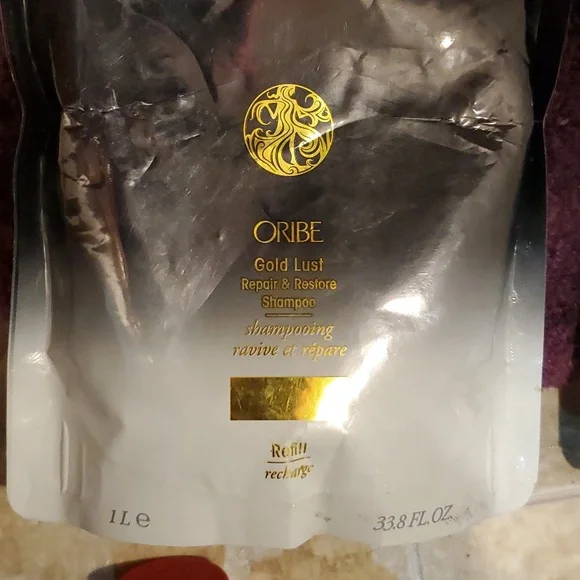 ORIBE
Gold Lust
Repair & Restore
Shampoo
shampooing
ravive et répare
Refill
recharge
1 L ℮
33.8 FL. OZ.